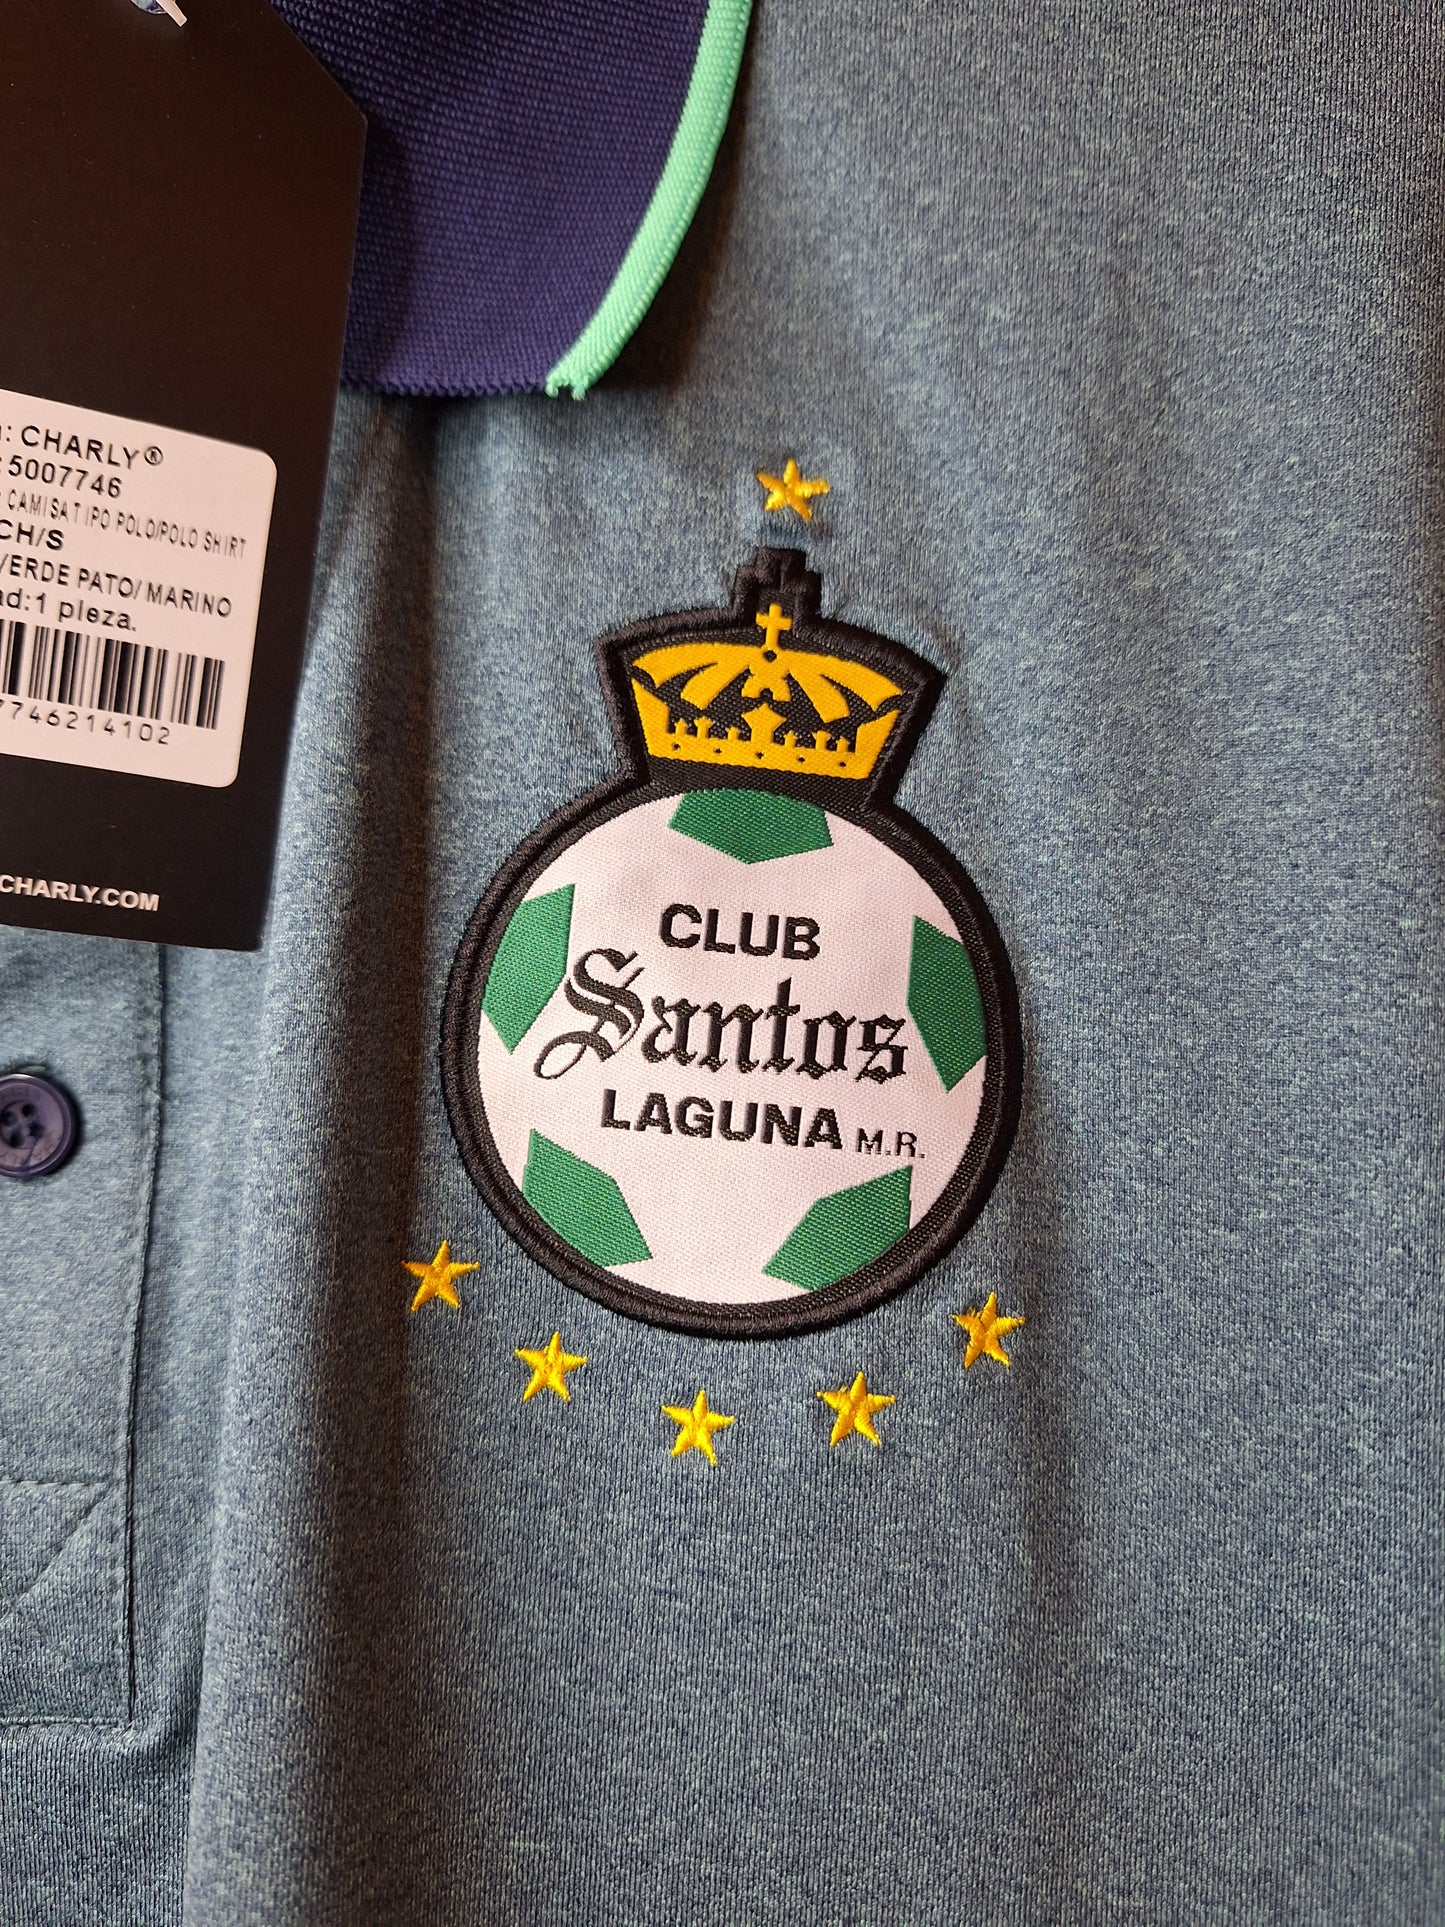 CHARLY®
5007746
CAMISA TIPO POLO/POLO SHIRT
CH/S
/ERDE PATO/ MARINO
ad:1 pieza.
7746214102
CHARLY.COM
CLUB
Santos
LAGUNA M.R.